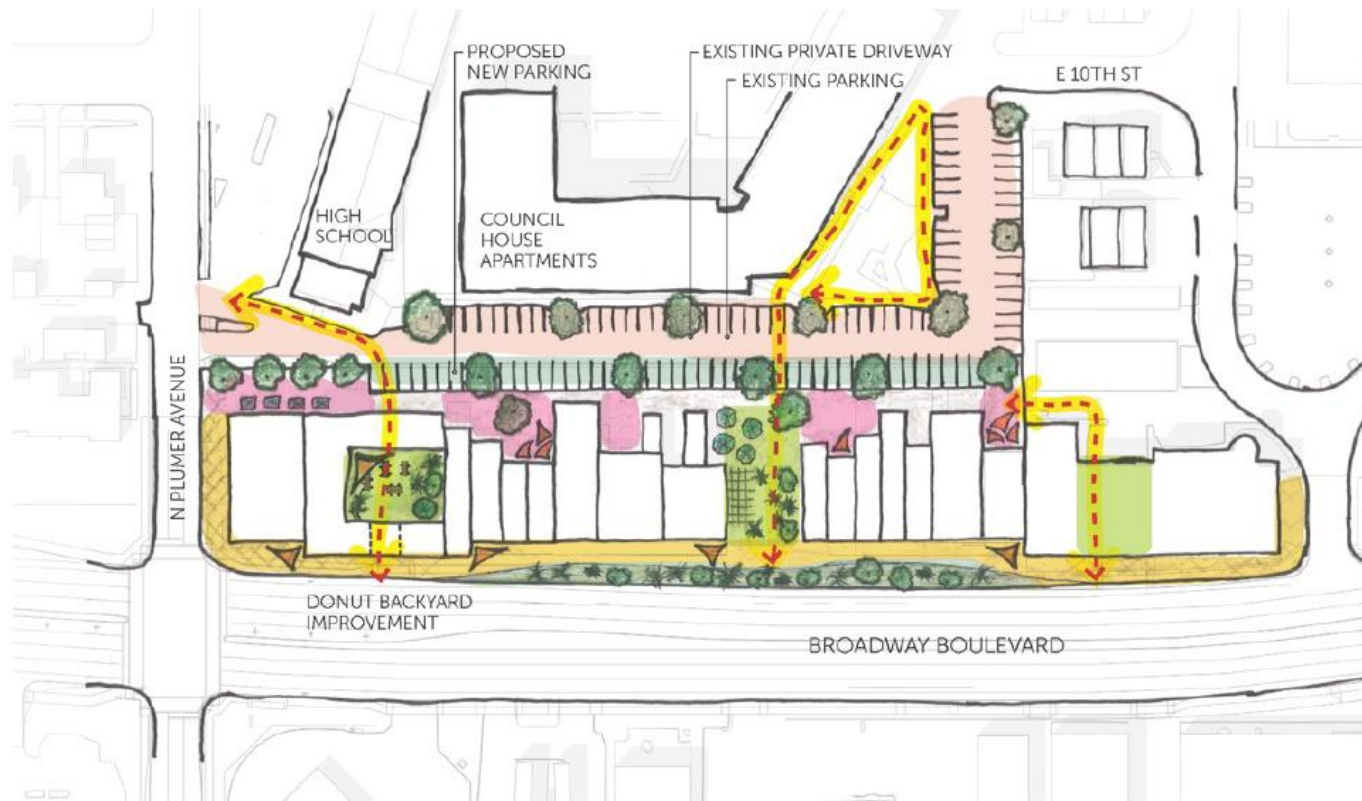 PROPOSED
NEW PARKING
EXISTING PRIVATE DRIVEWAY
EXISTING PARKING
E 10TH ST
HIGH
SCHOOL
COUNCIL
HOUSE
APARTMENTS
N PLUMER AVENUE
DONUT BACKYARD
IMPROVEMENT
BROADWAY BOULEVARD